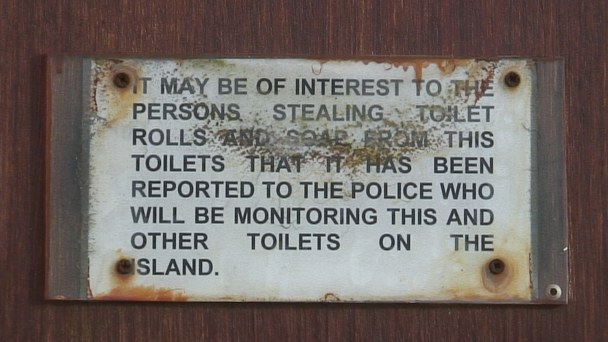 IT MAY BE OF INTEREST TO THE
PERSONS STEALING TOILET
ROLLS AND SOAP FROM THIS
TOILETS THAT IT HAS BEEN
REPORTED TO THE POLICE WHO
WILL BE MONITORING THIS AND
OTHER TOILETS ON THE
ISLAND.